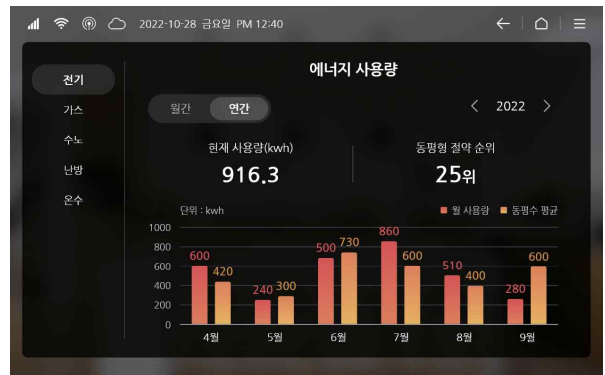 2022-10-28 금요일 PM 12:40
에너지 사용량
전기
가스
수노
난방
온수
월간 연간
2022
현재 사용량(kwh) 동평형 절약 순위
916.3 25위
단위 : kwh
월 사용량 동평수 평균
1000
800
600
400
200
0
600 420
240 300
500 730
860 600
510 400
280 600
4월 5월 6월 7월 8월 9월